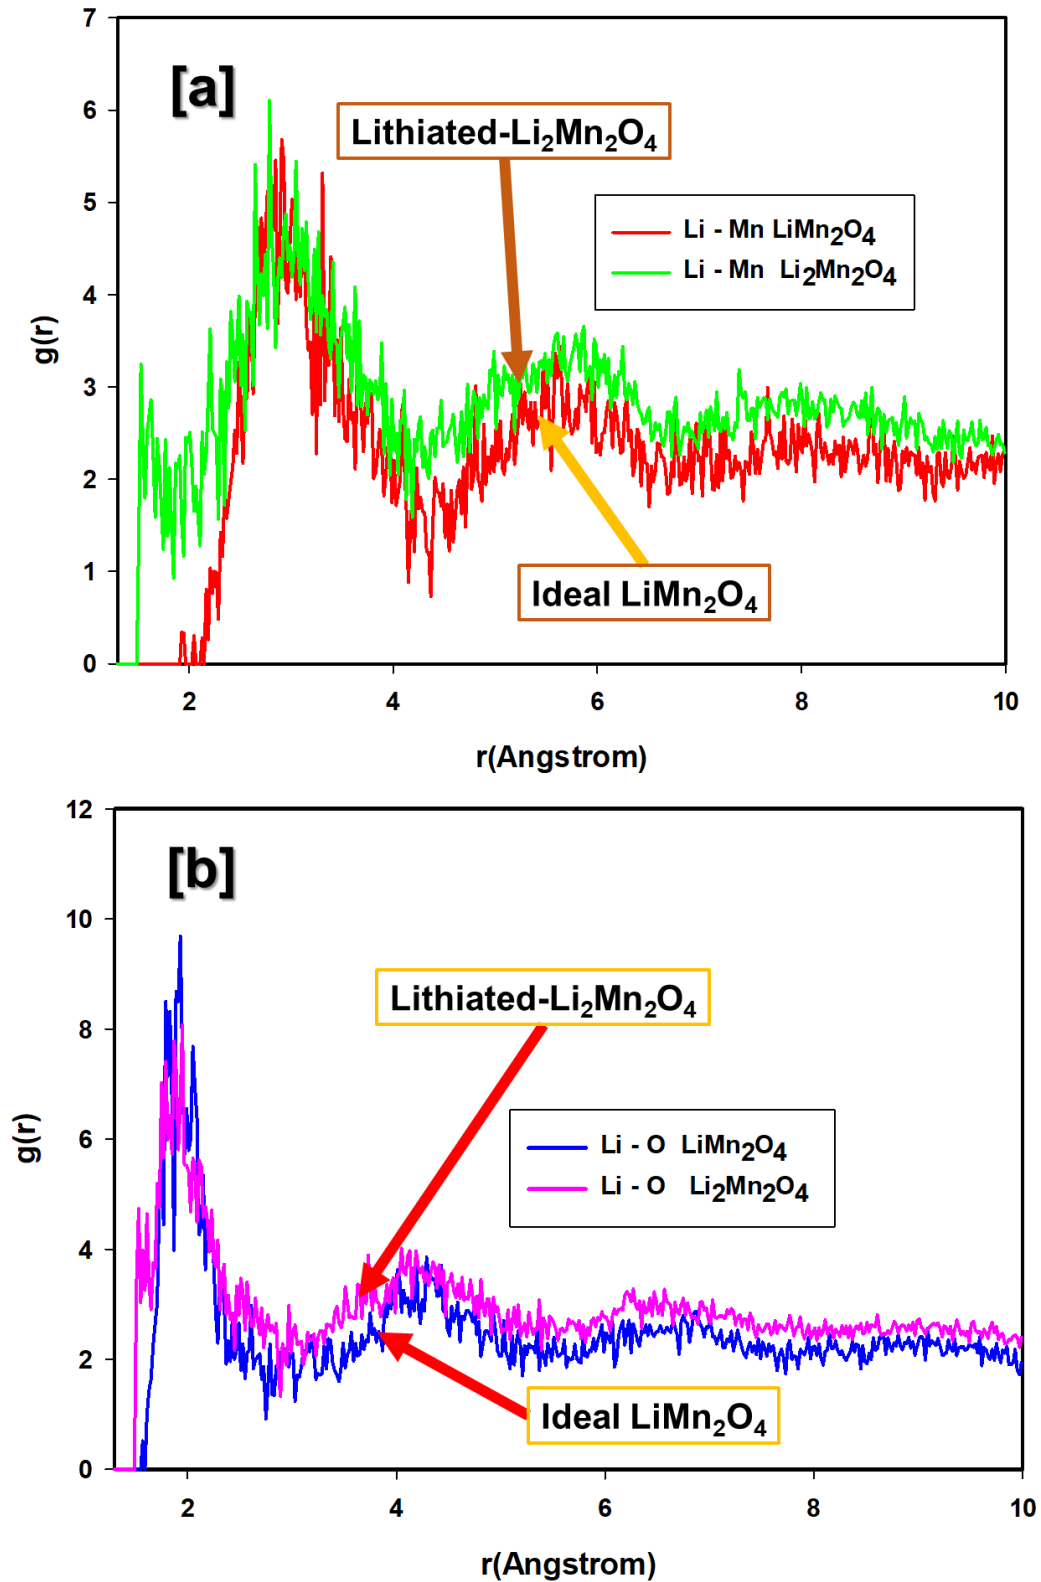 7
[a]
6
Lithiated-Li₂Mn₂O₄
5
Li - Mn LiMn₂O₄
Li - Mn Li₂Mn₂O₄
4
g(r)
3
2
1
Ideal LiMn₂O₄
0
2 4 6 8 10
r(Angstrom)
12
[b]
10
Lithiated-Li₂Mn₂O₄
8
g(r)
6
Li - O LiMn₂O₄
Li - O Li₂Mn₂O₄
4
2
Ideal LiMn₂O₄
0
2 4 6 8 10
r(Angstrom)